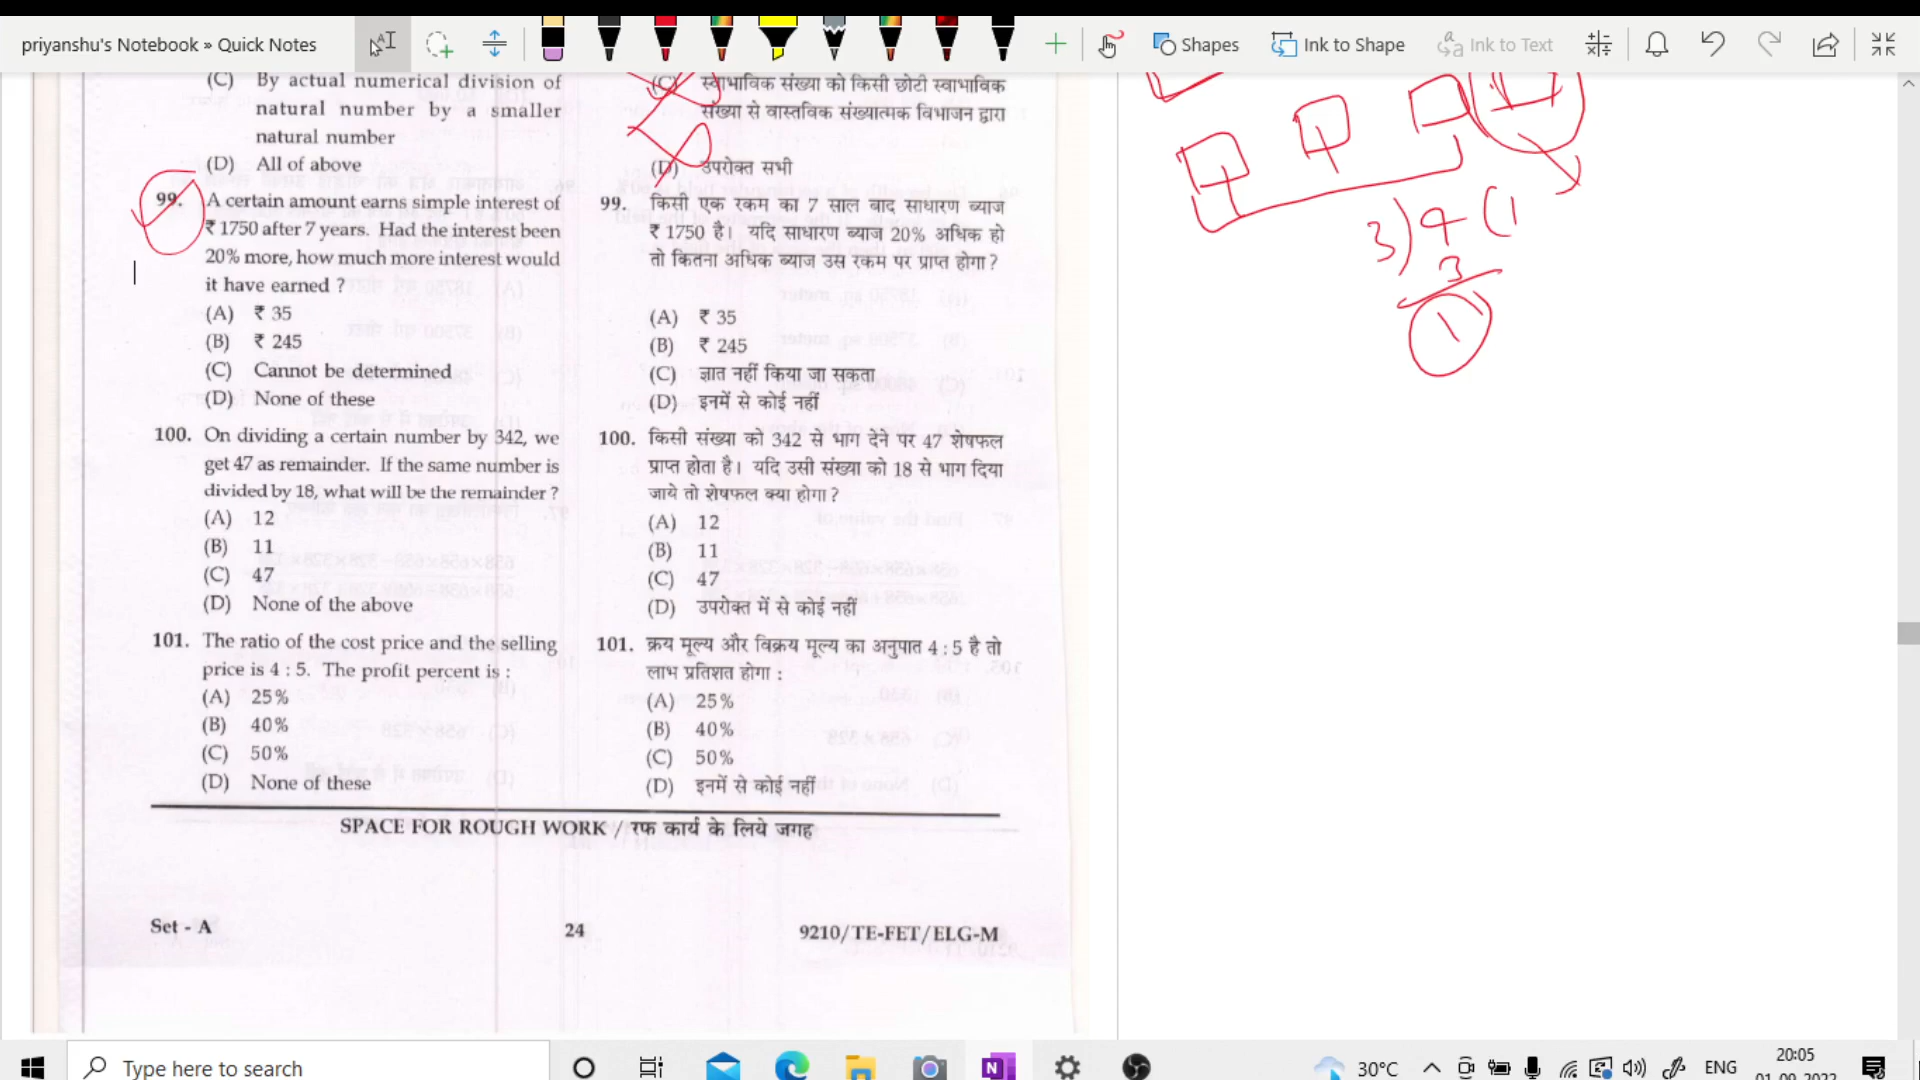 priyanshu's Notebook » Quick Notes
Shapes
Ink to Shape
Ink to Text
(C) By actual numerical division of
natural number by a smaller
natural number
(D) All of above
99. A certain amount earns simple interest of
₹ 1750 after 7 years. Had the interest been
20% more, how much more interest would
it have earned ?
(A) ₹ 35
(B) ₹ 245
(C) Cannot be determined
(D) None of these
100. On dividing a certain number by 342, we
get 47 as remainder. If the same number is
divided by 18, what will be the remainder ?
(A) 12
(B) 11
(C) 47
(D) None of the above
101. The ratio of the cost price and the selling
price is 4 : 5. The profit percent is :
(A) 25%
(B) 40%
(C) 50%
(D) None of these
(C) स्वाभाविक संख्या को किसी छोटी स्वाभाविक
संख्या से वास्तविक संख्यात्मक विभाजन द्वारा
(D) उपरोक्त सभी
99. किसी एक रकम का 7 साल बाद साधारण ब्याज
₹ 1750 है। यदि साधारण ब्याज 20% अधिक हो
तो कितना अधिक ब्याज उस रकम पर प्राप्त होगा ?
(A) ₹ 35
(B) ₹ 245
(C) ज्ञात नहीं किया जा सकता
(D) इनमें से कोई नहीं
100. किसी संख्या को 342 से भाग देने पर 47 शेषफल
प्राप्त होता है। यदि उसी संख्या को 18 से भाग दिया
जाये तो शेषफल क्या होगा ?
(A) 12
(B) 11
(C) 47
(D) उपरोक्त में से कोई नहीं
101. क्रय मूल्य और विक्रय मूल्य का अनुपात 4 : 5 है तो
लाभ प्रतिशत होगा :
(A) 25%
(B) 40%
(C) 50%
(D) इनमें से कोई नहीं
SPACE FOR ROUGH WORK / रफ कार्य के लिये जगह
Set - A
24
9210/TE-FET/ELG-M
3) 4 (1
3
1
Type here to search
30°C
ENG
20:05
01-09-2022